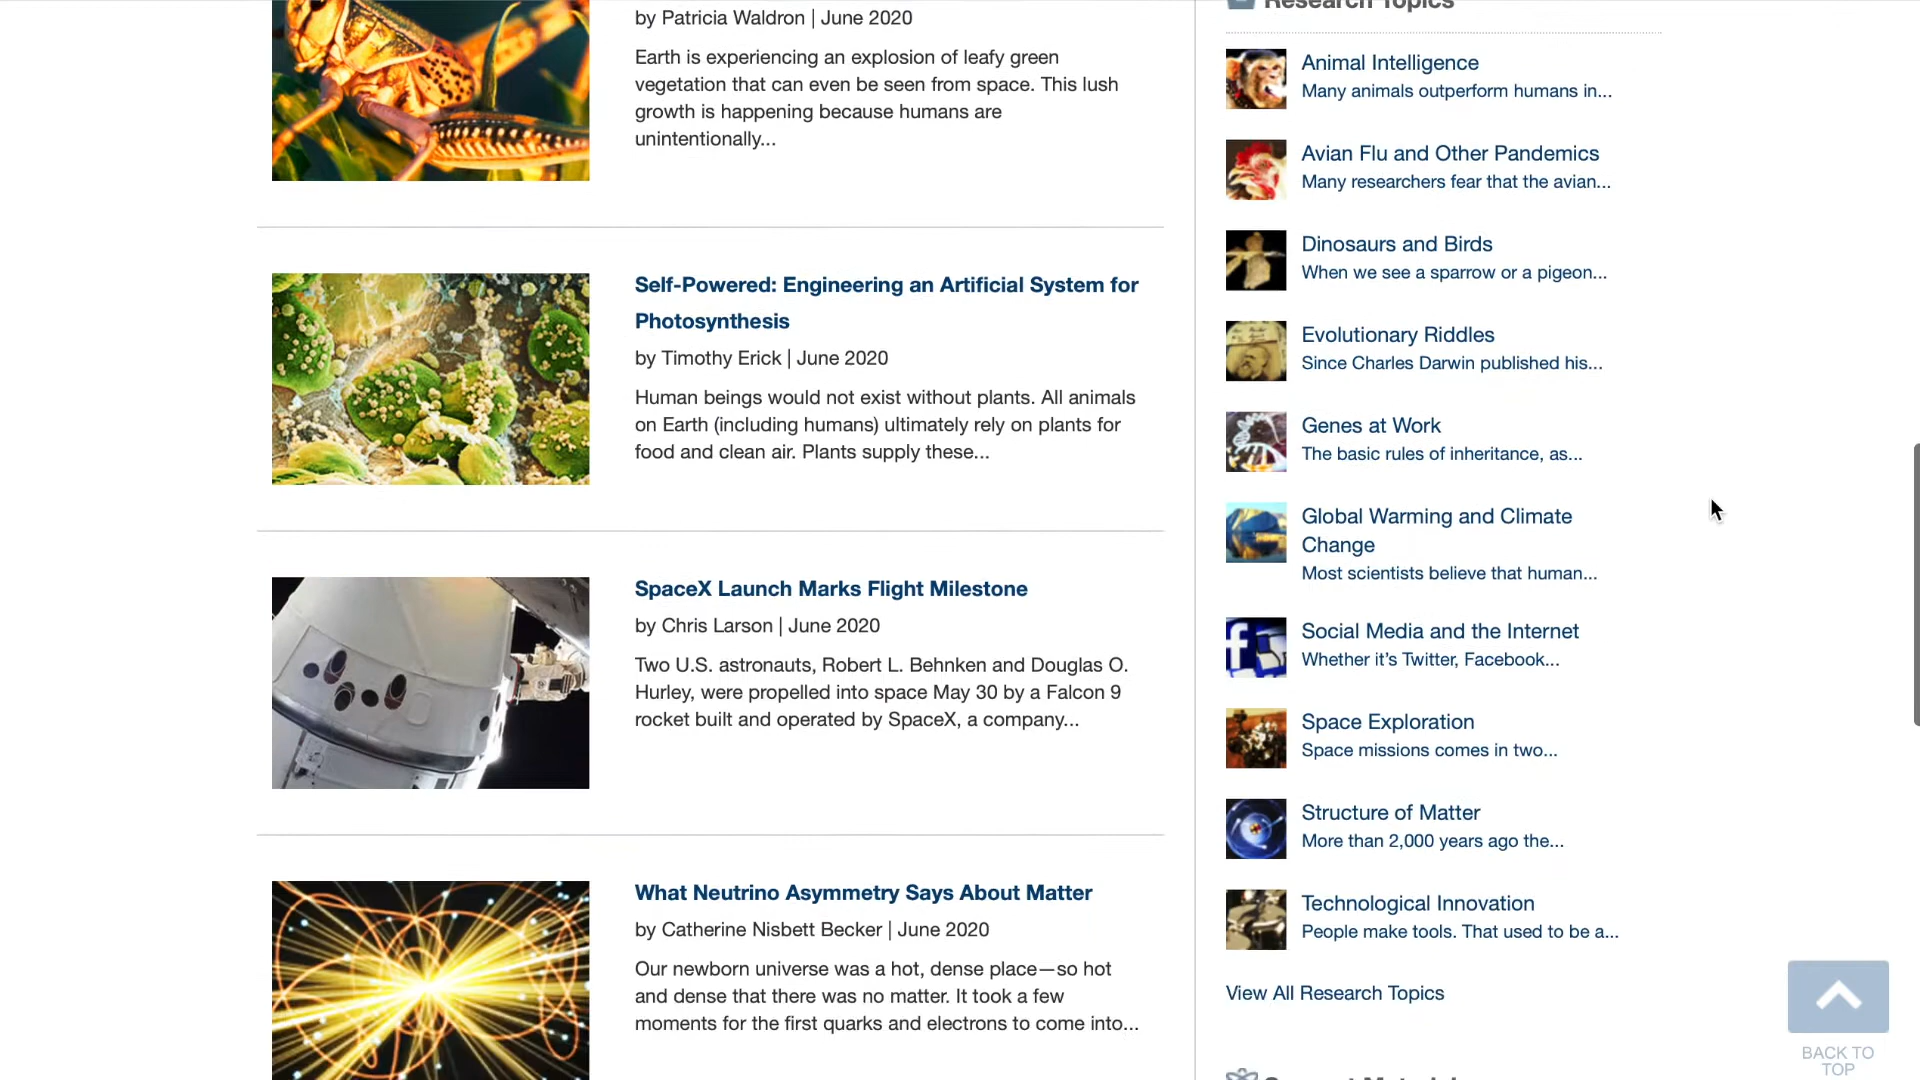 by Patricia Waldron | June 2020
Earth is experiencing an explosion of leafy green
vegetation that can even be seen from space. This lush
growth is happening because humans are
unintentionally...
Self-Powered: Engineering an Artificial System for
Photosynthesis
by Timothy Erick | June 2020
Human beings would not exist without plants. All animals
on Earth (including humans) ultimately rely on plants for
food and clean air. Plants supply these...
SpaceX Launch Marks Flight Milestone
by Chris Larson | June 2020
Two U.S. astronauts, Robert L. Behnken and Douglas O.
Hurley, were propelled into space May 30 by a Falcon 9
rocket built and operated by SpaceX, a company...
What Neutrino Asymmetry Says About Matter
by Catherine Nisbett Becker | June 2020
Our newborn universe was a hot, dense place—so hot
and dense that there was no matter. It took a few
moments for the first quarks and electrons to come into...
Research Topics
Animal Intelligence
Many animals outperform humans in...
Avian Flu and Other Pandemics
Many researchers fear that the avian...
Dinosaurs and Birds
When we see a sparrow or a pigeon...
Evolutionary Riddles
Since Charles Darwin published his...
Genes at Work
The basic rules of inheritance, as...
Global Warming and Climate
Change
Most scientists believe that human...
Social Media and the Internet
Whether it’s Twitter, Facebook...
Space Exploration
Space missions comes in two...
Structure of Matter
More than 2,000 years ago the...
Technological Innovation
People make tools. That used to be a...
View All Research Topics
BACK TO
TOP